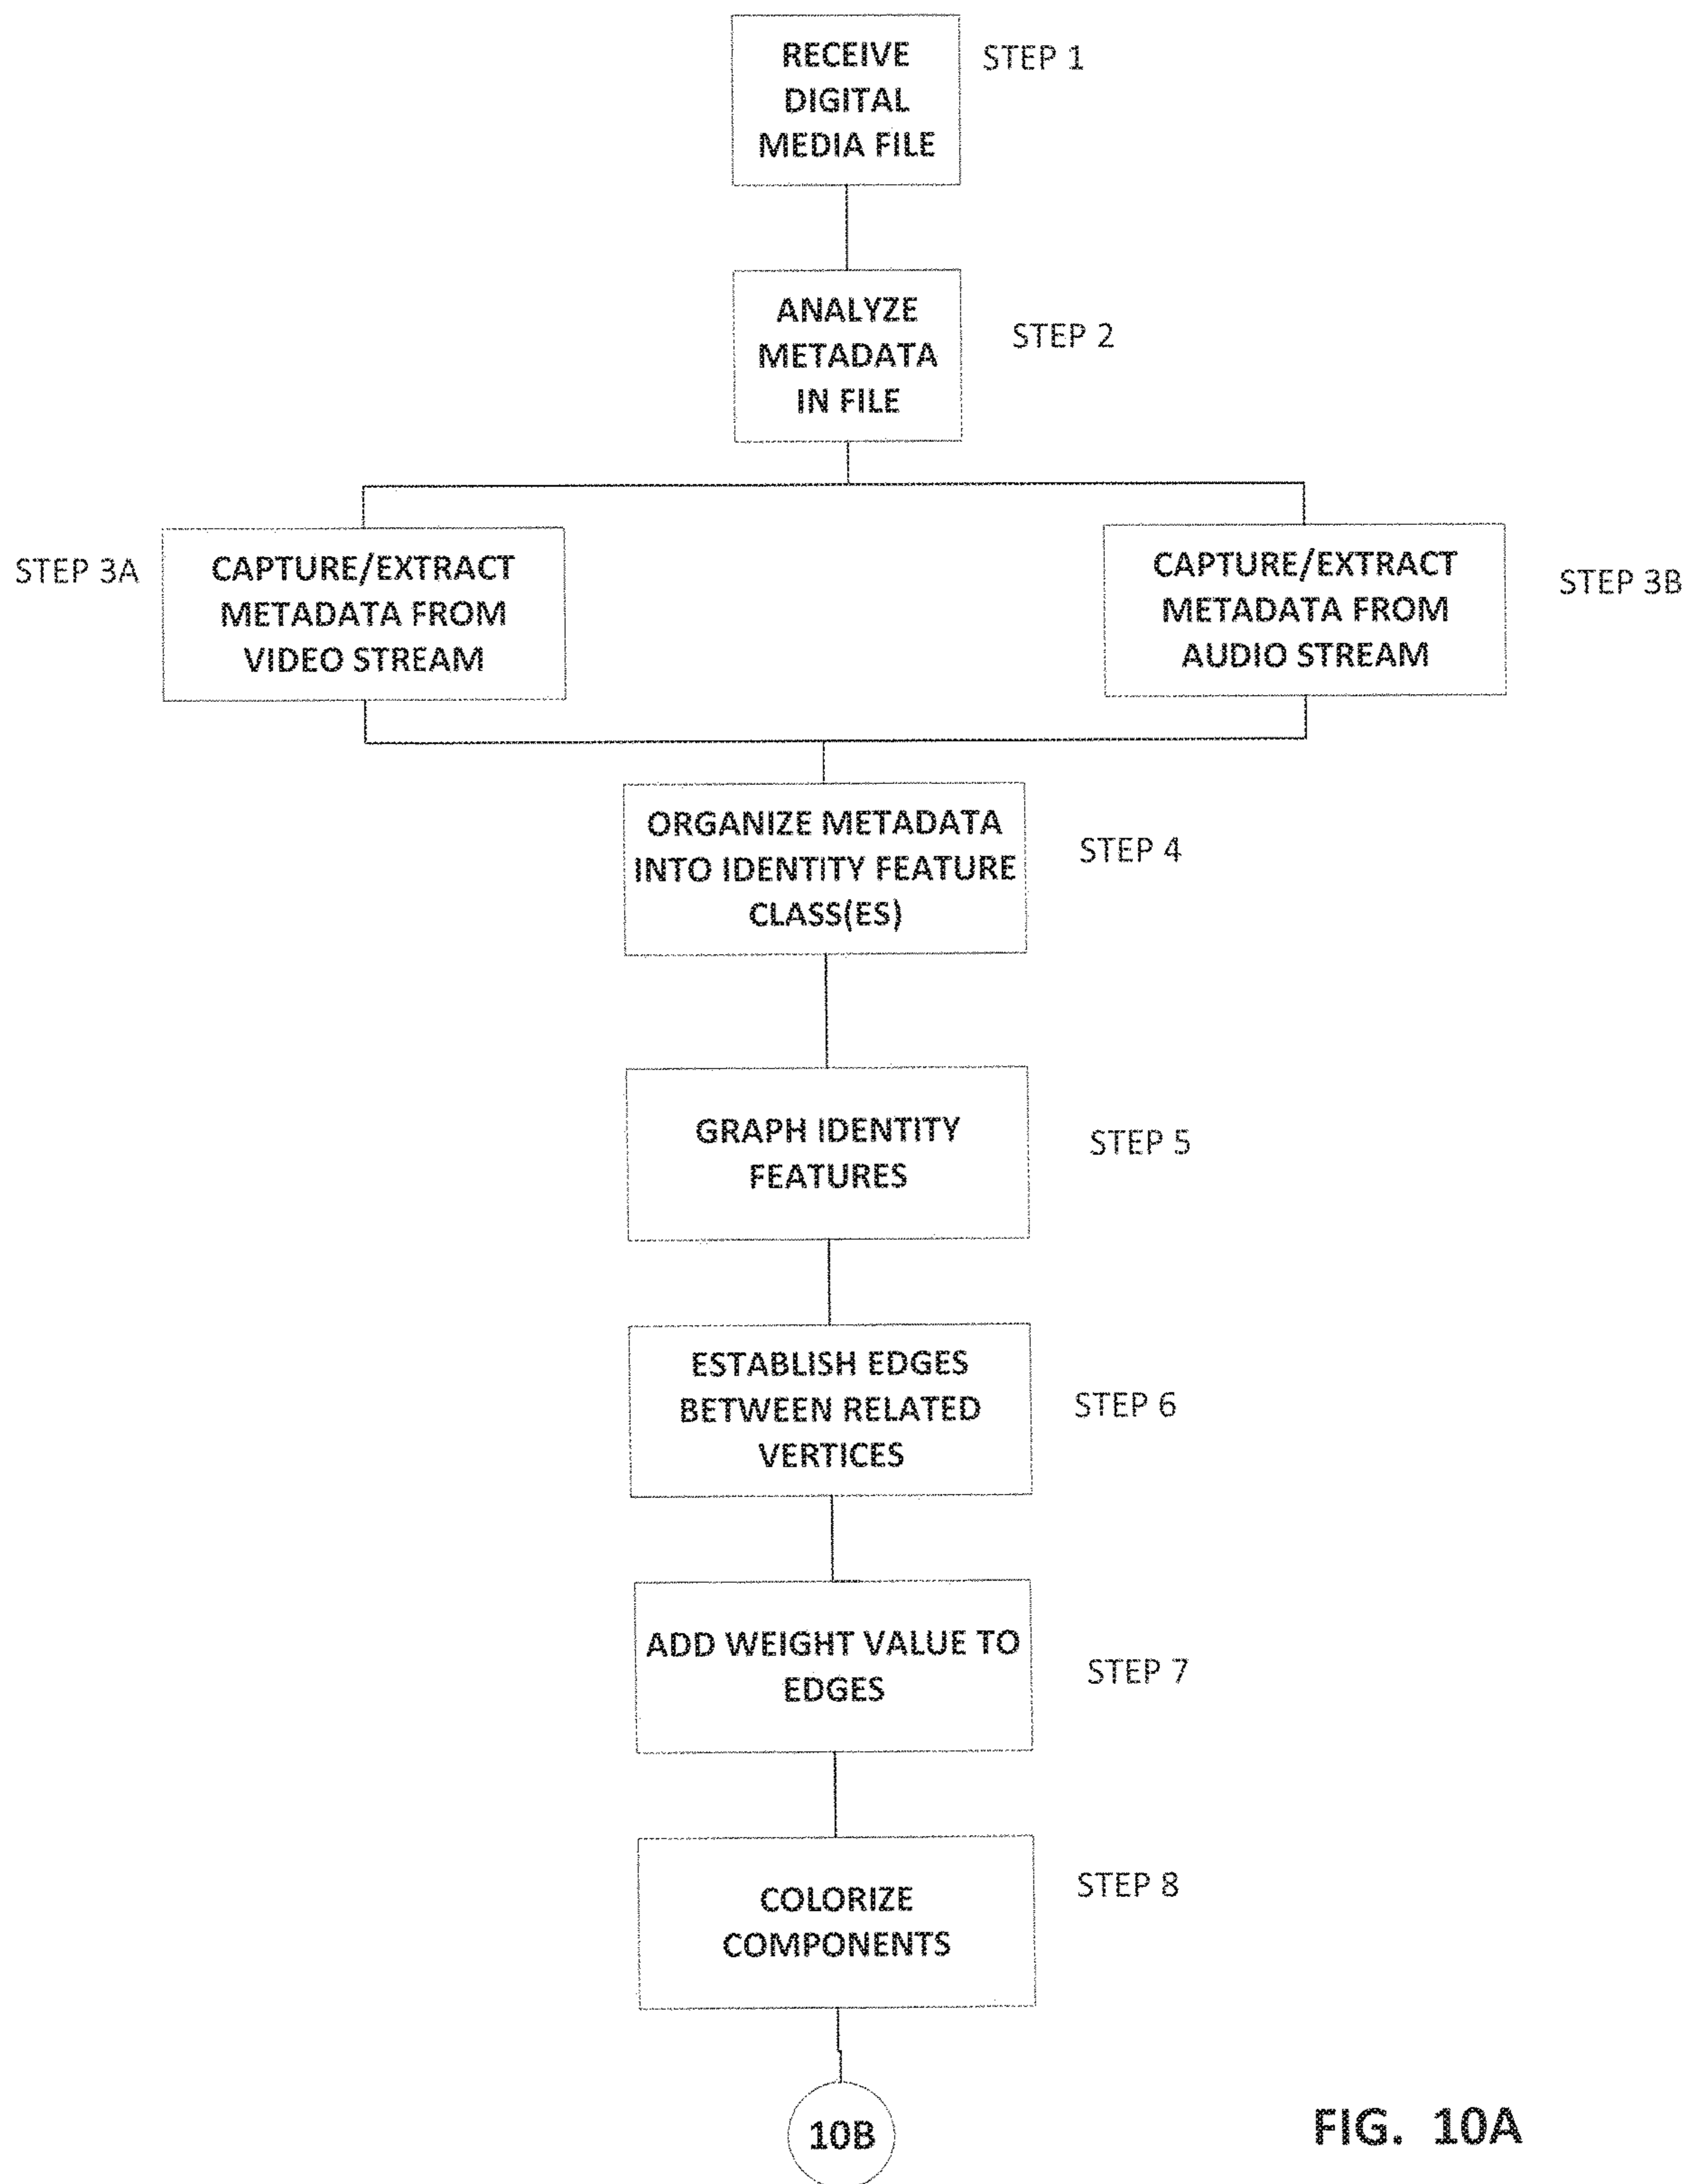 RECEIVE
DIGITAL
MEDIA FILE
STEP 1
ANALYZE
METADATA
IN FILE
STEP 2
STEP 3A
CAPTURE/EXTRACT
METADATA FROM
VIDEO STREAM
CAPTURE/EXTRACT
METADATA FROM
AUDIO STREAM
STEP 3B
ORGANIZE METADATA
INTO IDENTITY FEATURE
CLASS(ES)
STEP 4
GRAPH IDENTITY
FEATURES
STEP 5
ESTABLISH EDGES
BETWEEN RELATED
VERTICES
STEP 6
ADD WEIGHT VALUE TO
EDGES
STEP 7
COLORIZE
COMPONENTS
STEP 8
10B
FIG. 10A